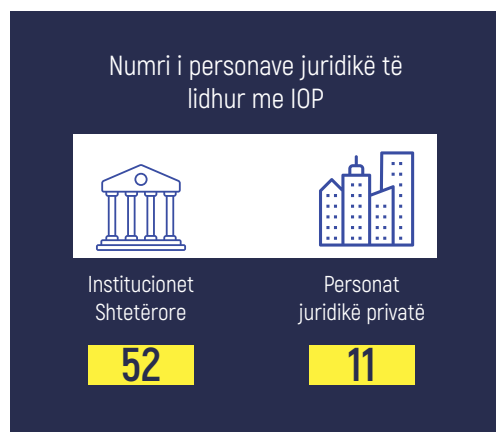 Numri i personave juridikë të
lidhur me IOP
Institucionet
Shtetërore
Personat
juridikë privatë
52
11